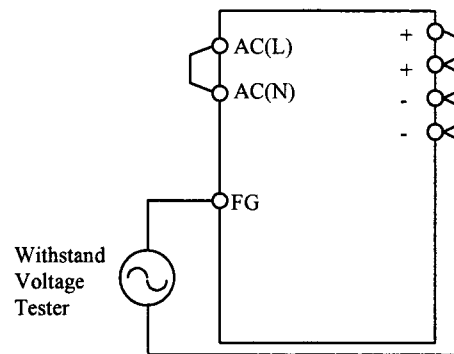 AC(L)
AC(N)
FG
+
+
-
-
Withstand
Voltage
Tester